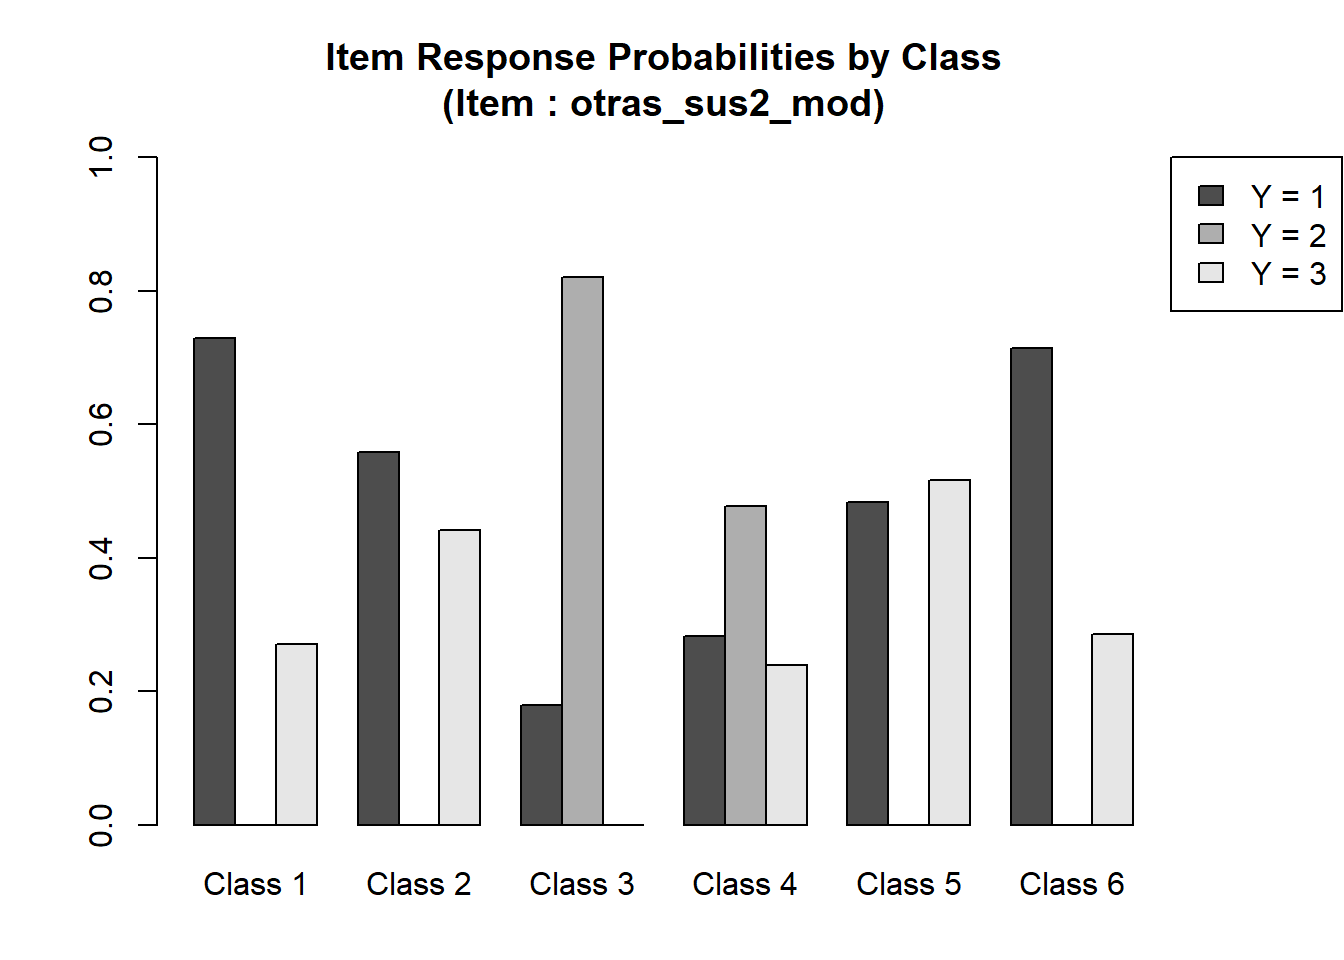 Item Response Probabilities by Class
(Item : otras_sus2_mod)
1.0
0.8
0.6
0.4
0.2
0.0
Y = 1
Y = 2
Y = 3
Class 1
Class 2
Class 3
Class 4
Class 5
Class 6